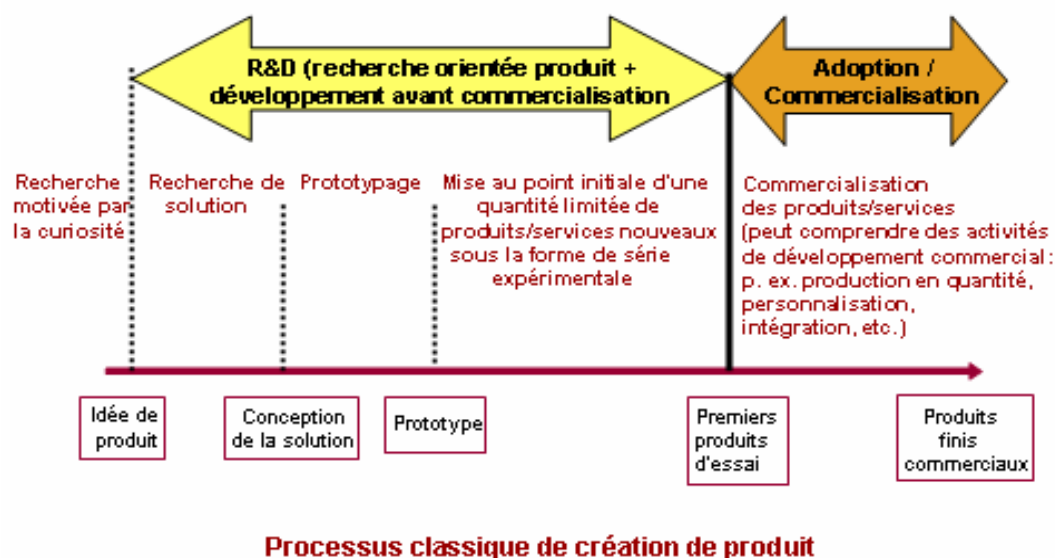 R&D (recherche orientée produit +
développement avant commercialisation
Adoption /
Commercialisation
Recherche
motivée par
la curiosité
Recherche de
solution
Prototypage
Mise au point initiale d'une
quantité limitée de
produits/services nouveaux
sous la forme de série
expérimentale
Commercialisation
des produits/services
(peut comprendre des activités
de développement commercial :
p. ex. production en quantité,
personnalisation,
intégration, etc.)
Idée de
produit
Conception
de la solution
Prototype
Premiers
produits
d'essai
Produits
finis
commerciaux
Processus classique de création de produit